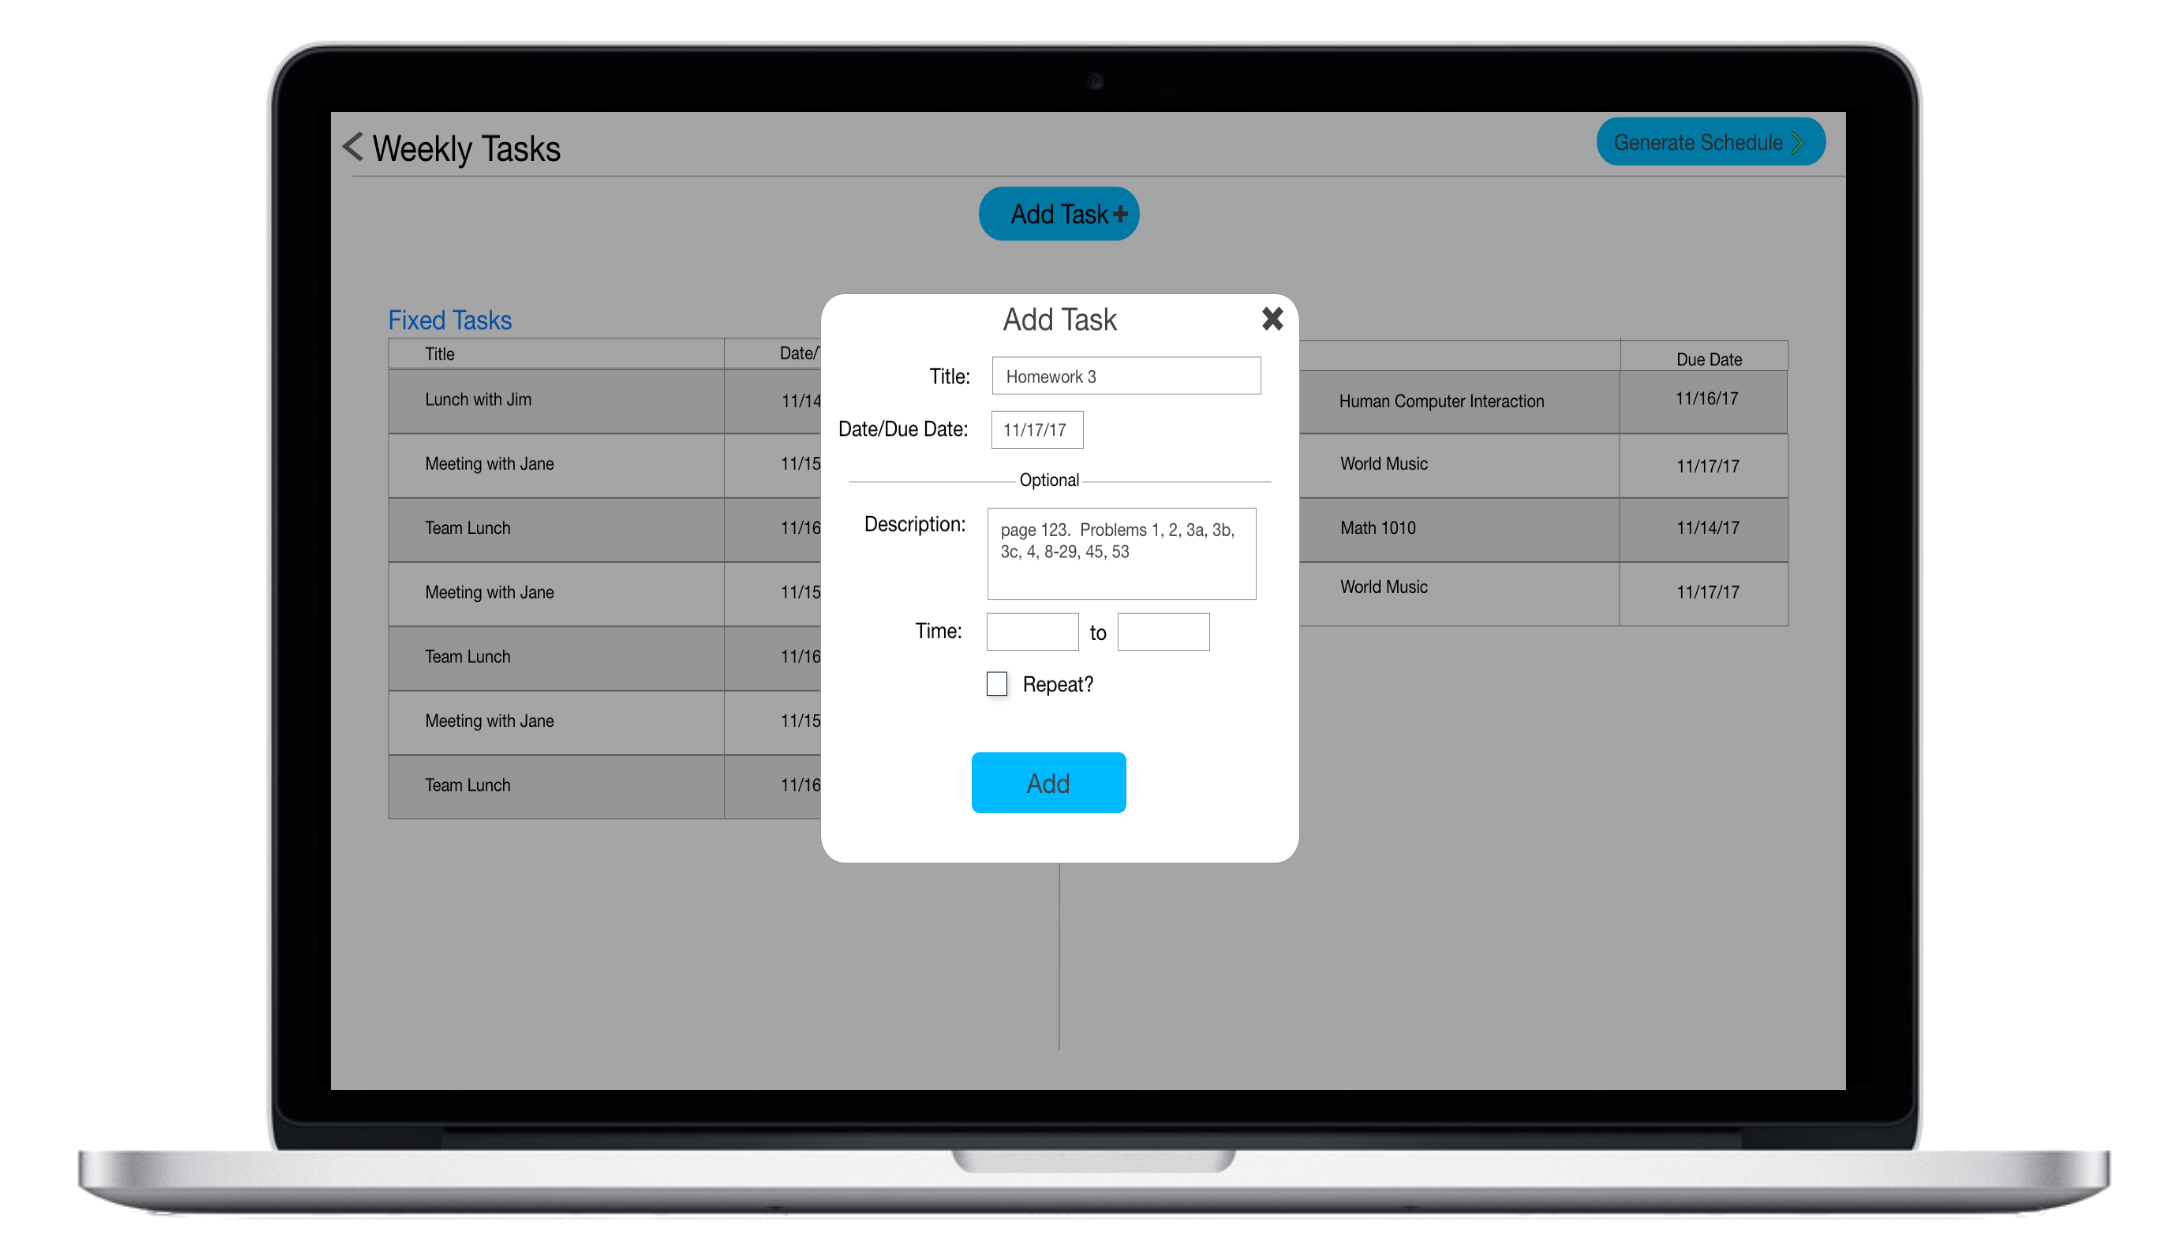 Weekly Tasks
Generate Schedule
Add Task
Fixed Tasks
Title Date/
Lunch with Jim 11/14
Meeting with Jane 11/15
Team Lunch 11/16
Meeting with Jane 11/15
Team Lunch 11/16
Meeting with Jane 11/15
Team Lunch 11/16
Add Task
Title: Homework 3
Date/Due Date: 11/17/17
Optional
Description: page 123. Problems 1, 2, 3a, 3b,
3c, 4, 8-29, 45, 53
Time: to
Repeat?
Add
Due Date
Human Computer Interaction 11/16/17
World Music 11/17/17
Math 1010 11/14/17
World Music 11/17/17